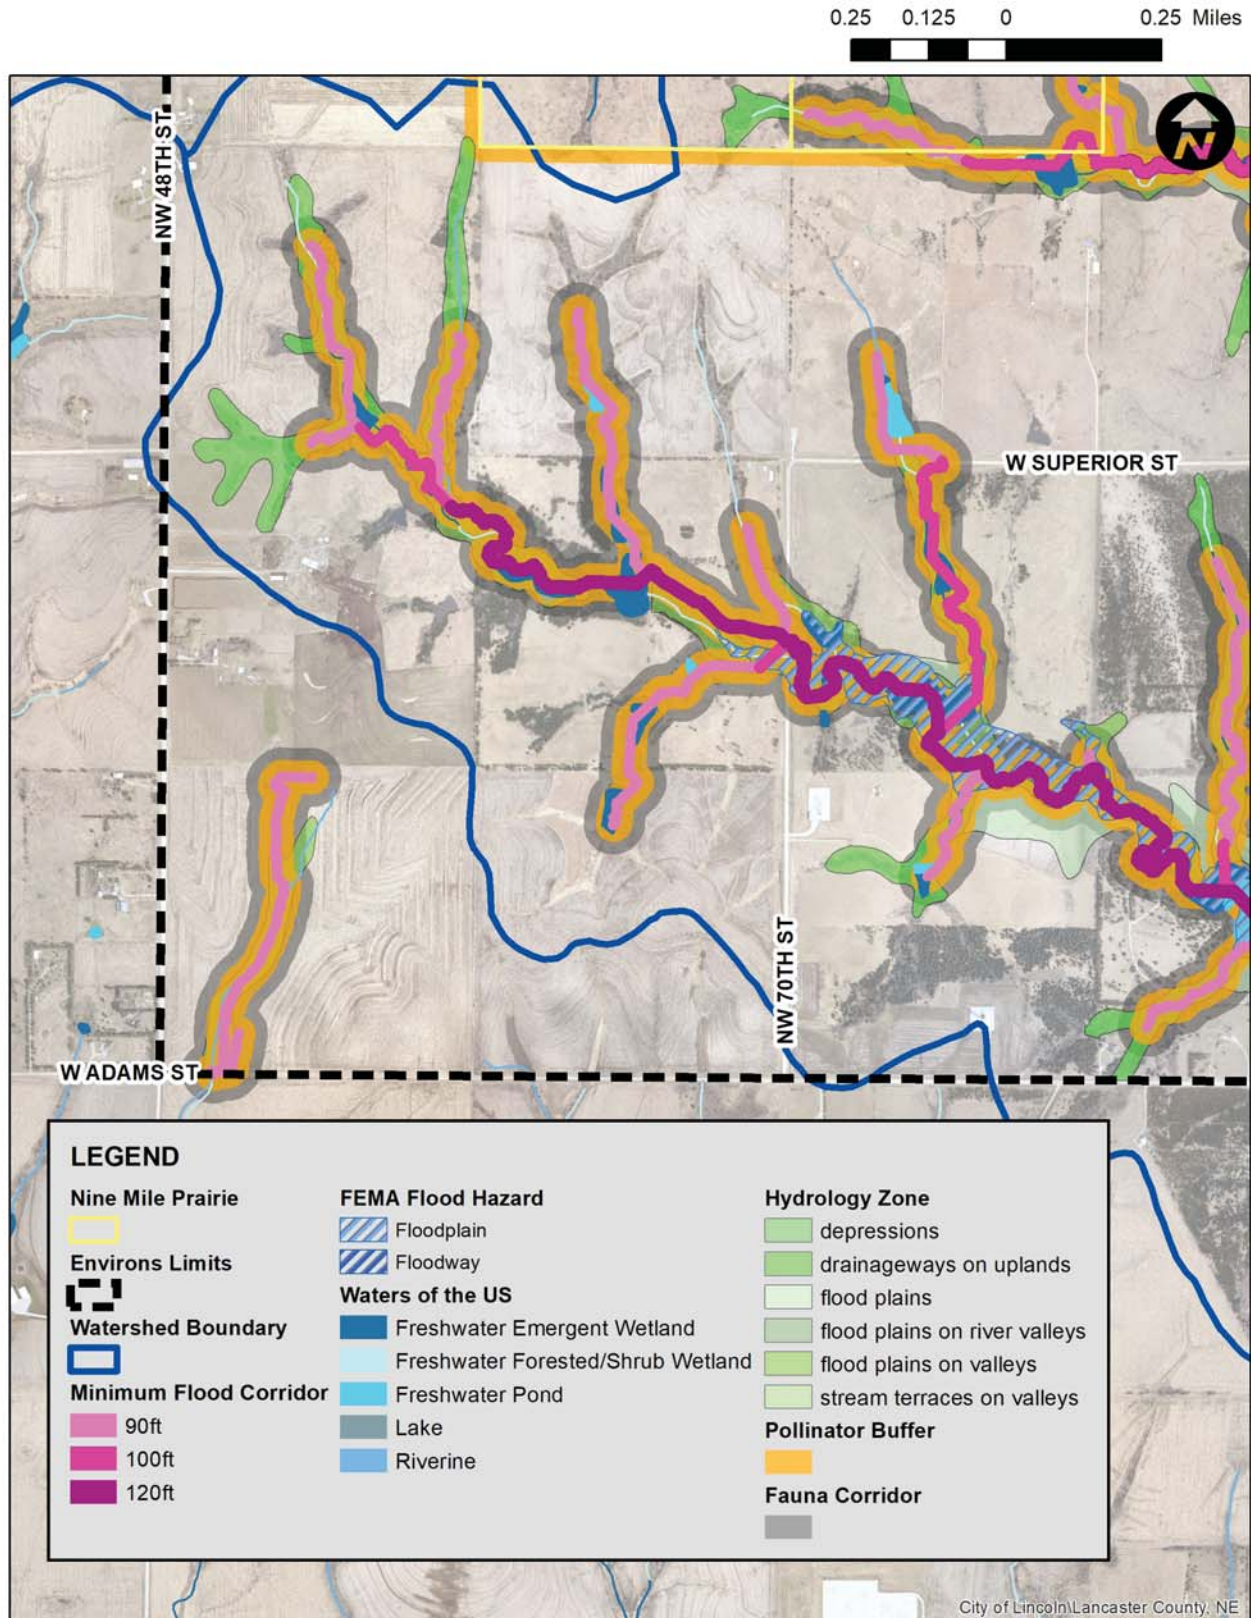 0.25 0.125 0 0.25 Miles
N
NW 48TH ST
W SUPERIOR ST
NW 70TH ST
W ADAMS ST
LEGEND
Nine Mile Prairie
Environs Limits
Watershed Boundary
Minimum Flood Corridor
90ft
100ft
120ft
FEMA Flood Hazard
Floodplain
Floodway
Waters of the US
Freshwater Emergent Wetland
Freshwater Forested/Shrub Wetland
Freshwater Pond
Lake
Riverine
Hydrology Zone
depressions
drainageways on uplands
flood plains
flood plains on river valleys
flood plains on valleys
stream terraces on valleys
Pollinator Buffer
Fauna Corridor
City of Lincoln\Lancaster County, NE